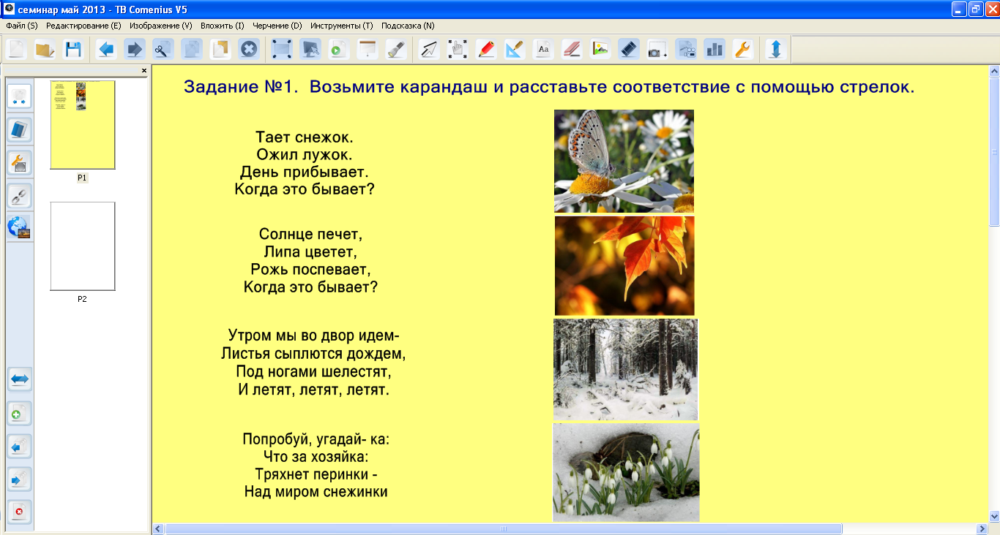 семинар май 2013 - TB Comenius V5
Файл (S) Редактирование (E) Изображение (V) Вложить (I) Черчение (D) Инструменты (T) Подсказка (N)
Aa
P1
P2
Задание №1. Возьмите карандаш и расставьте соответствие с помощью стрелок.
Тает снежок.
Ожил лужок.
День прибывает.
Когда это бывает?
Солнце печет,
Липа цветет,
Рожь поспевает,
Когда это бывает?
Утром мы во двор идем-
Листья сыплются дождем,
Под ногами шелестят,
И летят, летят, летят.
Попробуй, угадай- ка:
Что за хозяйка:
Тряхнет перинки -
Над миром снежинки